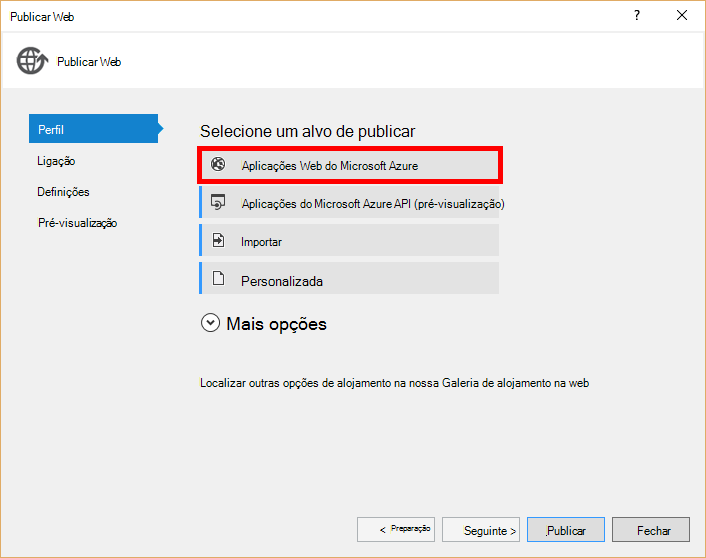 Publicar Web
?
Publicar Web
Perfil
Ligação
Definições
Pré-visualização
Selecione um alvo de publicar
Aplicações Web do Microsoft Azure
Aplicações do Microsoft Azure API (pré-visualização)
Importar
Personalizada
Mais opções
Localizar outras opções de alojamento na nossa Galeria de alojamento na web
< Preparação
Seguinte >
Publicar
Fechar